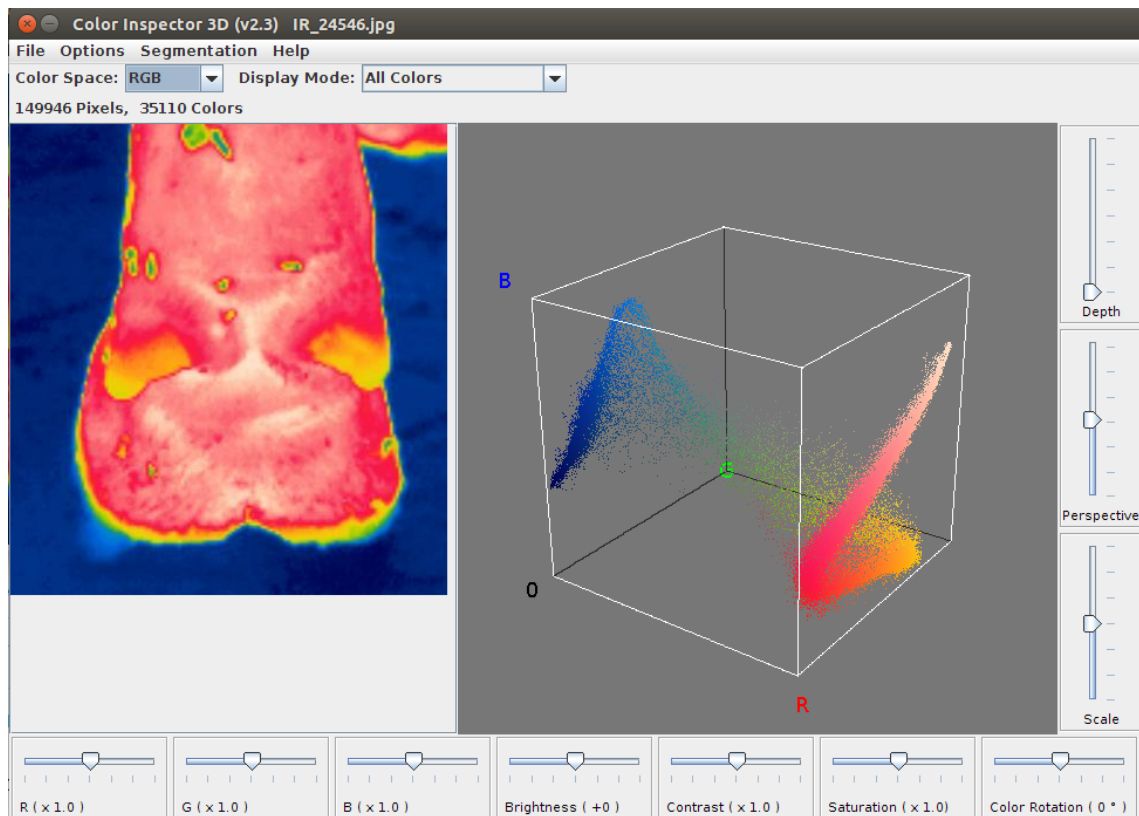 Color Inspector 3D (v2.3)   IR_24546.jpg
File Options Segmentation Help
Color Space: RGB Display Mode: All Colors
149946 Pixels,  35110 Colors
B
0
R
Depth
Perspective
Scale
R ( x 1.0 ) G ( x 1.0 ) B ( x 1.0 ) Brightness ( +0 ) Contrast ( x 1.0 ) Saturation ( x 1.0) Color Rotation ( 0 ° )